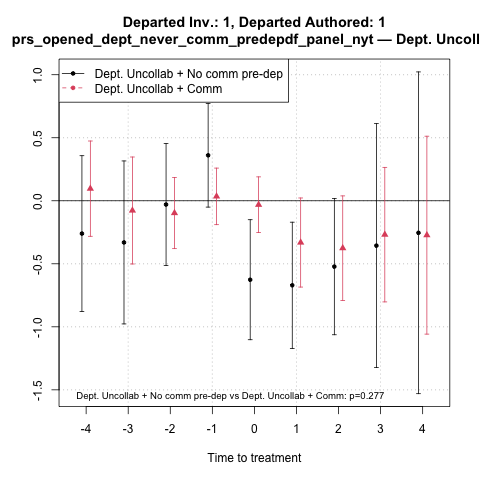 Departed Inv.: 1, Departed Authored: 1
prs_opened_dept_never_comm_predepdf_panel_nyt — Dept. Uncoll
Dept. Uncollab + No comm pre-dep
Dept. Uncollab + Comm
1.0
0.5
0.0
-0.5
-1.0
-1.5
Dept. Uncollab + No comm pre-dep vs Dept. Uncollab + Comm: p=0.277
-4 -3 -2 -1 0 1 2 3 4
Time to treatment